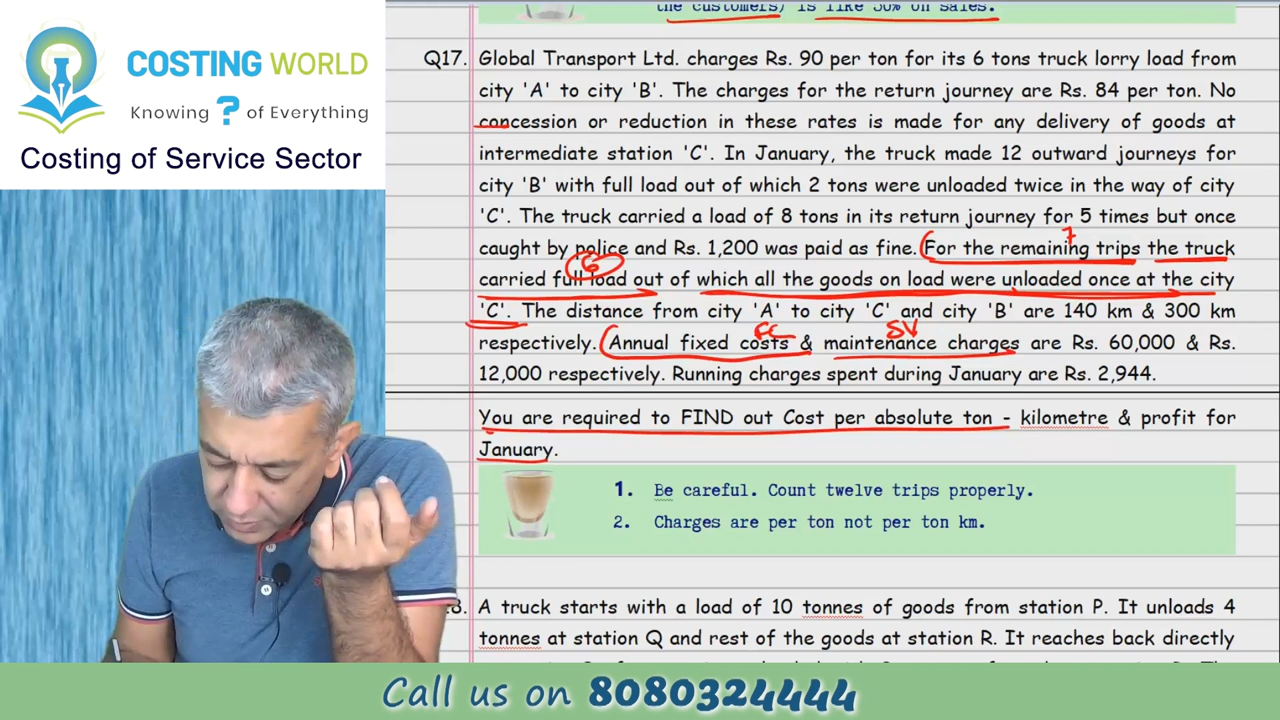 the customers) is like 50% on sales.
COSTING WORLD
Knowing ? of Everything
Costing of Service Sector
Q17. Global Transport Ltd. charges Rs. 90 per ton for its 6 tons truck lorry load from
city 'A' to city 'B'. The charges for the return journey are Rs. 84 per ton. No
concession or reduction in these rates is made for any delivery of goods at
intermediate station 'C'. In January, the truck made 12 outward journeys for
city 'B' with full load out of which 2 tons were unloaded twice in the way of city
'C'. The truck carried a load of 8 tons in its return journey for 5 times but once
caught by police and Rs. 1,200 was paid as fine. For the remaining trips the truck
7
6
carried full load out of which all the goods on load were unloaded once at the city
'C'. The distance from city 'A' to city 'C' and city 'B' are 140 km & 300 km
FC SV
respectively. Annual fixed costs & maintenance charges are Rs. 60,000 & Rs.
12,000 respectively. Running charges spent during January are Rs. 2,944.
You are required to FIND out Cost per absolute ton - kilometre & profit for
January.
1. Be careful. Count twelve trips properly.
2. Charges are per ton not per ton km.
8. A truck starts with a load of 10 tonnes of goods from station P. It unloads 4
tonnes at station Q and rest of the goods at station R. It reaches back directly
Call us on 8080324444